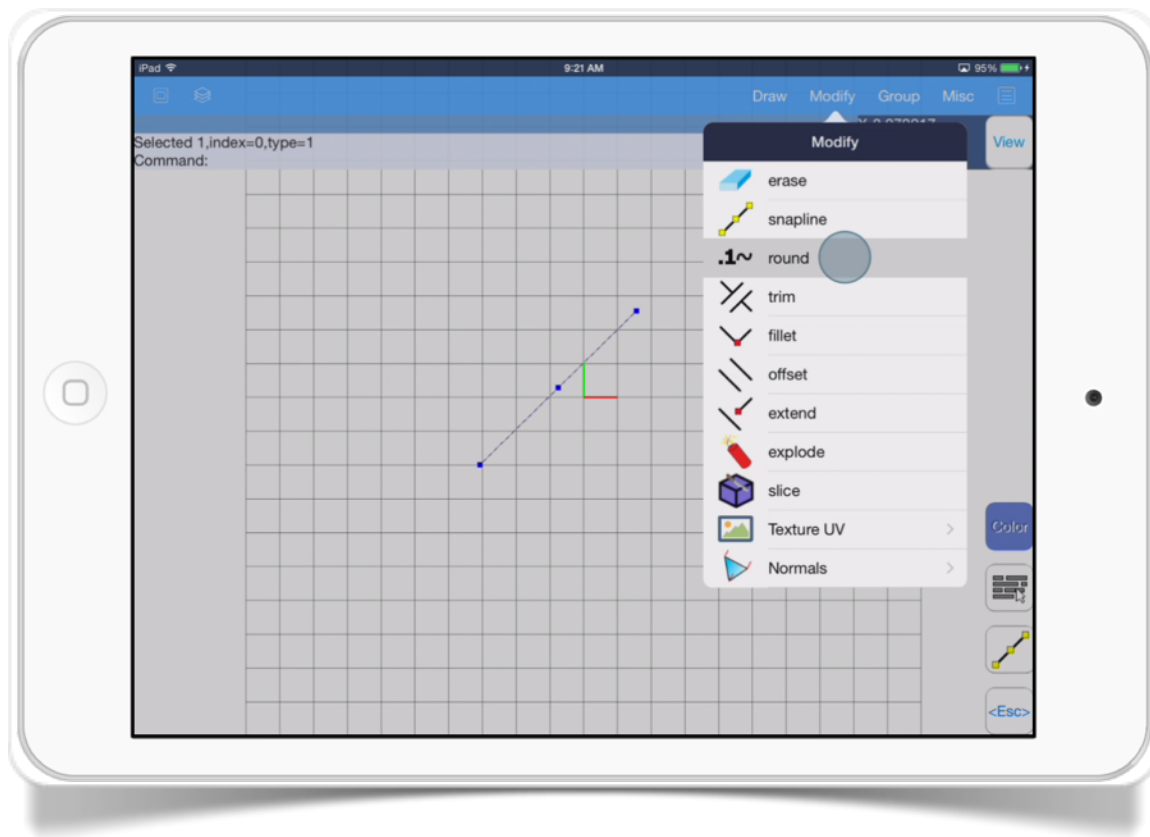 iPad
9:21 AM
95%
Draw Modify Group Misc
Selected 1,index=0,type=1
Command:
Modify
View
erase
snapline
.1~ round
trim
fillet
offset
extend
explode
slice
Texture UV
Normals
Color
<Esc>